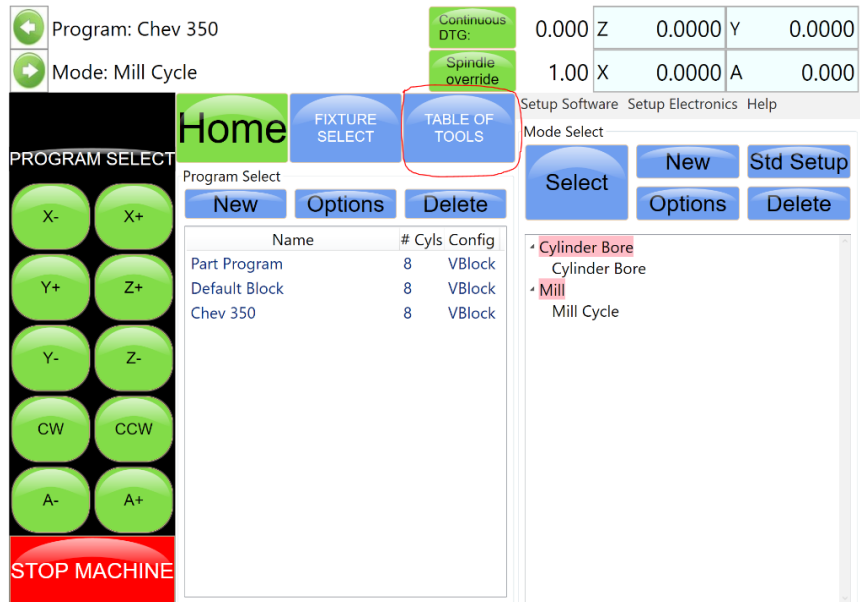 Program: Chev 350
Continuous
DTG:
0.000 Z 0.0000 Y 0.0000
Mode: Mill Cycle
Spindle
override
1.00 X 0.0000 A 0.000
PROGRAM SELECT
X- X+
Y+ Z+
Y- Z-
CW CCW
A- A+
STOP MACHINE
Home
FIXTURE
SELECT
TABLE OF
TOOLS
Program Select
New Options Delete
Name # Cyls Config
Part Program 8 VBlock
Default Block 8 VBlock
Chev 350 8 VBlock
Setup Software Setup Electronics Help
Mode Select
Select
New Std Setup
Options Delete
Cylinder Bore
Cylinder Bore
Mill
Mill Cycle